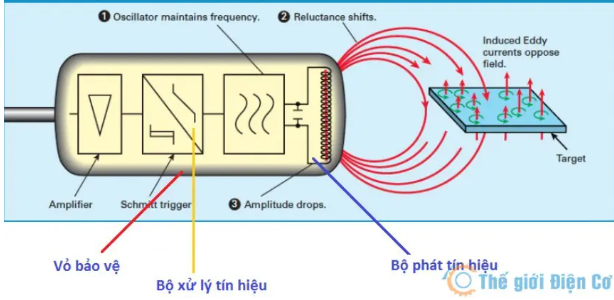 ❶ Oscillator maintains frequency.
❷ Reluctance shifts.
Induced Eddy
currents oppose
field.
Target
Amplifier
Schmitt trigger
❸ Amplitude drops.
Vỏ bảo vệ
Bộ xử lý tín hiệu
Bộ phát tín hiệu
Thế giới Điện Cơ